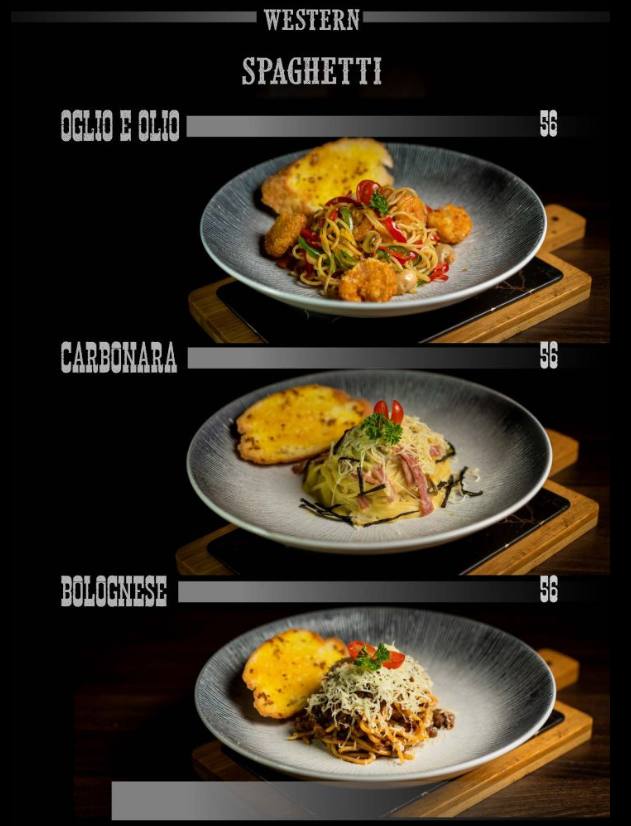 WESTERN
SPAGHETTI
OGLIO E OLIO 56
CARBONARA 56
BOLOGNESE 56